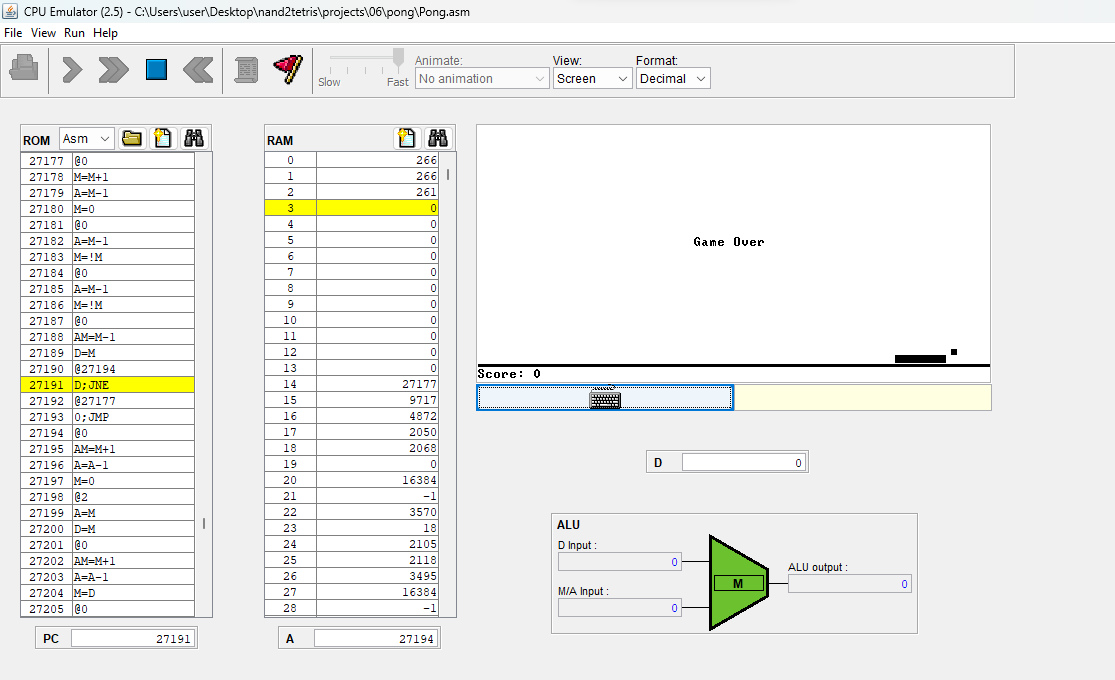 CPU Emulator (2.5) - C:\Users\user\Desktop\nand2tetris\projects\06\pong\Pong.asm
File View Run Help
Slow Fast
Animate: View: Format:
No animation Screen Decimal
ROM Asm
27177 @0
27178 M=M+1
27179 A=M-1
27180 M=0
27181 @0
27182 A=M-1
27183 M=!M
27184 @0
27185 A=M-1
27186 M=!M
27187 @0
27188 AM=M-1
27189 D=M
27190 @27194
27191 D;JNE
27192 @27177
27193 0;JMP
27194 @0
27195 AM=M+1
27196 A=A-1
27197 M=0
27198 @2
27199 A=M
27200 D=M
27201 @0
27202 AM=M+1
27203 A=A-1
27204 M=D
27205 @0
PC 27191
RAM
0 266
1 266
2 261
3 0
4 0
5 0
6 0
7 0
8 0
9 0
10 0
11 0
12 0
13 0
14 27177
15 9717
16 4872
17 2050
18 2068
19 0
20 16384
21 -1
22 3570
23 18
24 2105
25 2118
26 3495
27 16384
28 -1
A 27194
Game Over
Score: 0
D 0
ALU
D Input :
0
M/A Input :
0
M
ALU output :
0